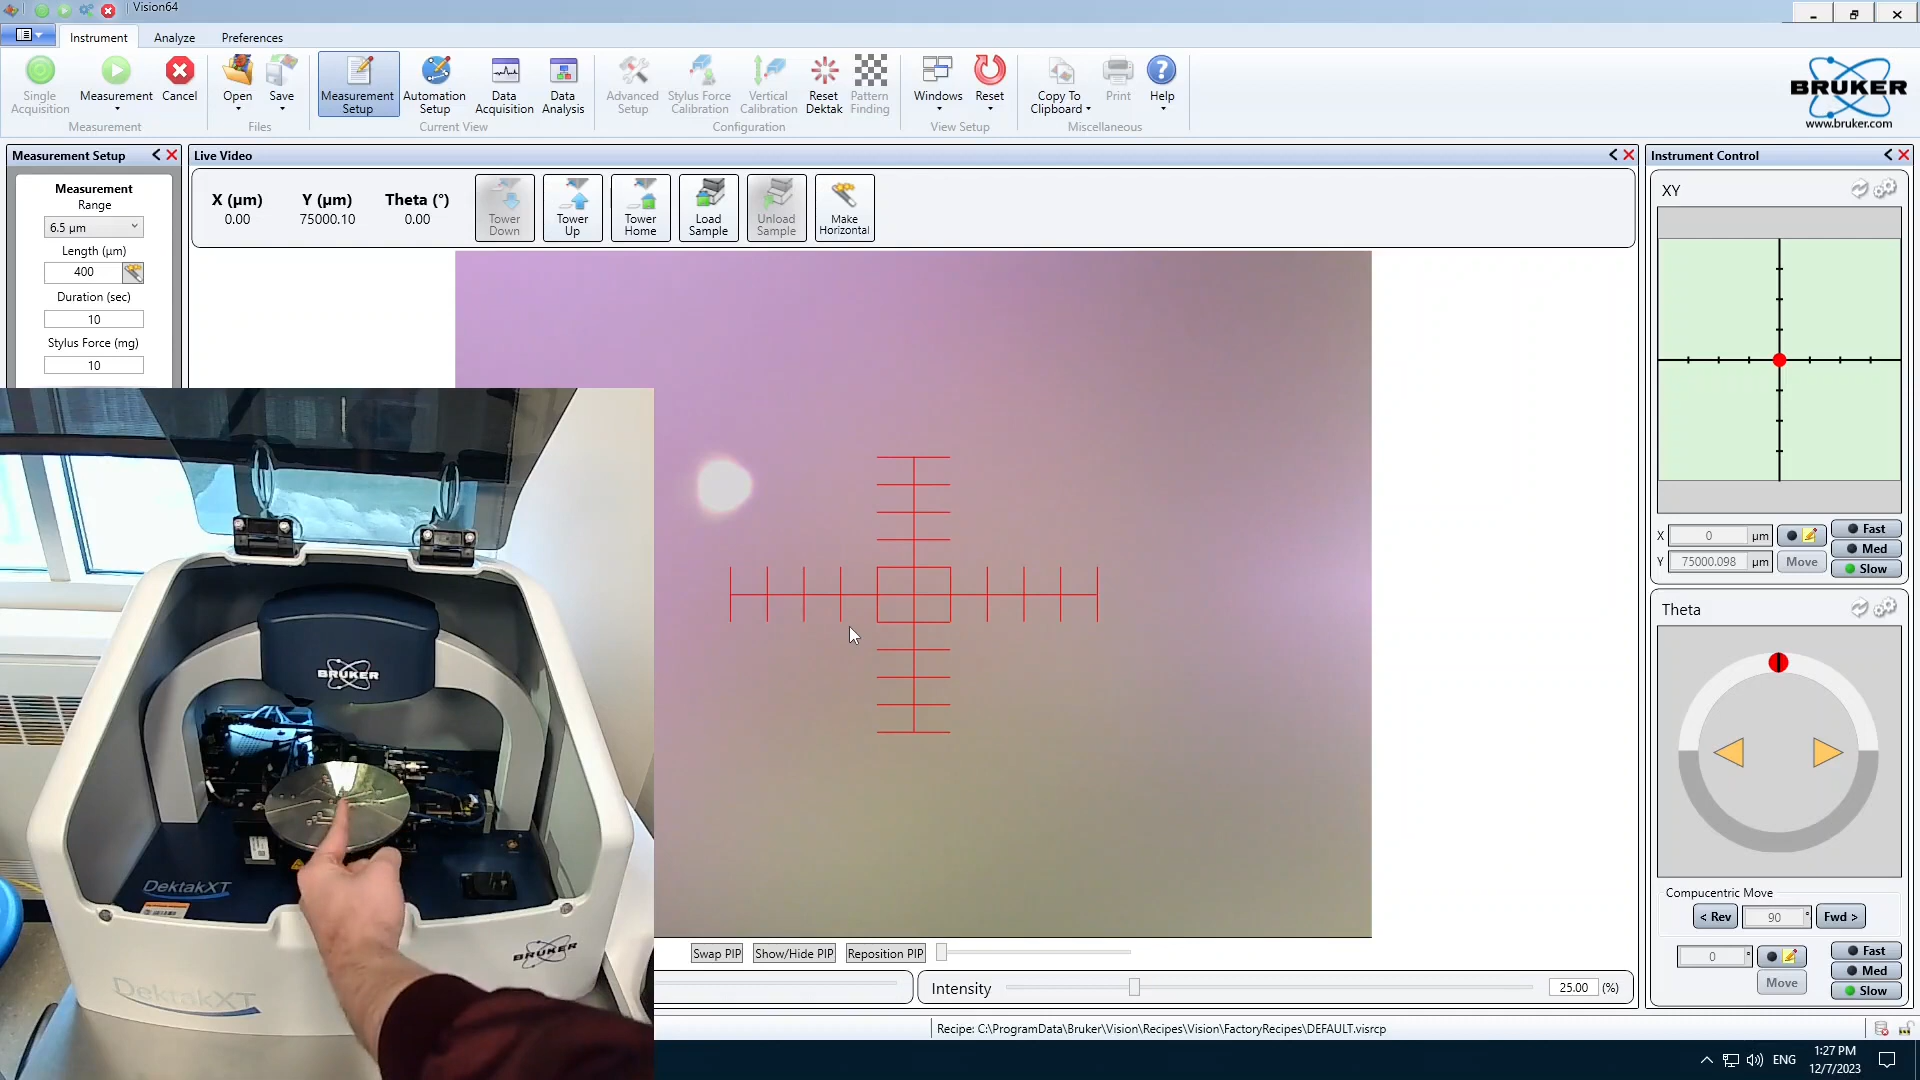 Vision64
Instrument
Analyze
Preferences
Single Acquisition
Measurement
Cancel
Open
Save
Measurement Setup
Automation Setup
Data Acquisition
Data Analysis
Advanced Setup
Stylus Force Calibration
Vertical Calibration
Reset Dektak
Pattern Finding
Windows
Reset
Copy To Clipboard
Print
Help
Measurement
Files
Current View
Configuration
View Setup
Miscellaneous
BRUKER
www.bruker.com
Measurement Setup
Live Video
Instrument Control
Measurement
Range
6.5 µm
Length (µm)
400
Duration (sec)
10
Stylus Force (mg)
10
X (µm)
0.00
Y (µm)
75000.10
Theta (°)
0.00
Tower Down
Tower Up
Tower Home
Load Sample
Unload Sample
Make Horizontal
XY
X 0 µm
Y 75000.098 µm
Move
Fast
Med
Slow
Theta
Compucentric Move
< Rev 90 ° Fwd >
0 °
Move
Fast
Med
Slow
BRUKER
DektakXT
BRUKER
DektakXT
Swap PIP
Show/Hide PIP
Reposition PIP
Intensity
25.00 (%)
Recipe: C:\ProgramData\Bruker\Vision\Recipes\Vision\FactoryRecipes\DEFAULT.visrcp
ENG
1:27 PM
12/7/2023